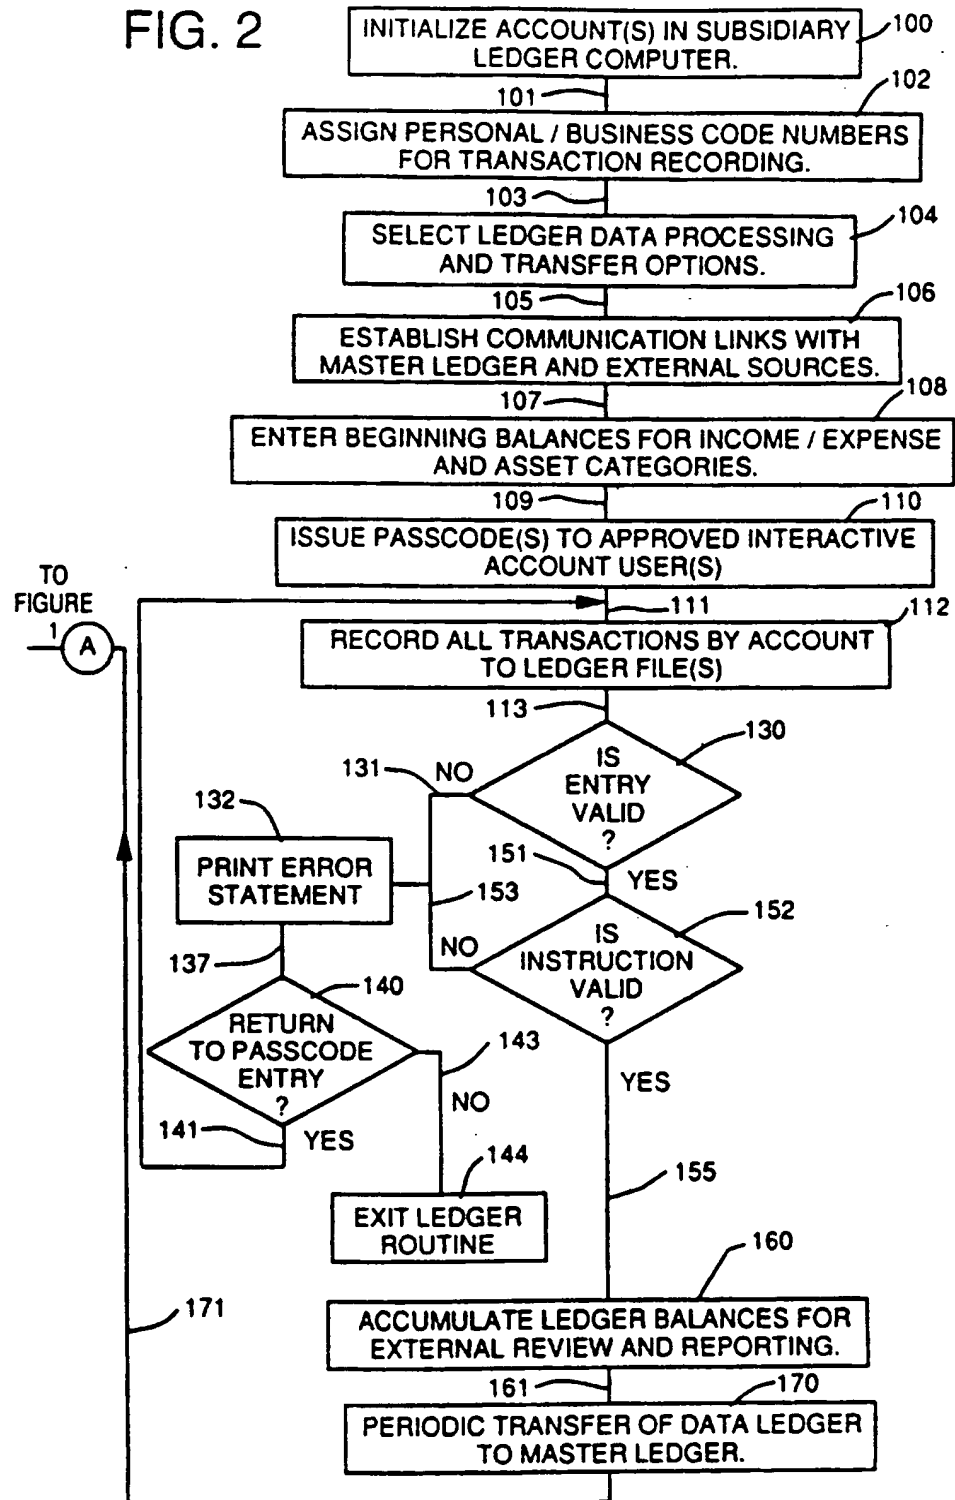 FIG. 2
INITIALIZE ACCOUNT(S) IN SUBSIDIARY
LEDGER COMPUTER.
100
101
102
ASSIGN PERSONAL / BUSINESS CODE NUMBERS
FOR TRANSACTION RECORDING.
103
104
SELECT LEDGER DATA PROCESSING
AND TRANSFER OPTIONS.
105
106
ESTABLISH COMMUNICATION LINKS WITH
MASTER LEDGER AND EXTERNAL SOURCES.
107
108
ENTER BEGINNING BALANCES FOR INCOME / EXPENSE
AND ASSET CATEGORIES.
109
110
ISSUE PASSCODE(S) TO APPROVED INTERACTIVE
ACCOUNT USER(S)
TO
FIGURE
1
A
111
112
RECORD ALL TRANSACTIONS BY ACCOUNT
TO LEDGER FILE(S)
113
130
IS
ENTRY
VALID
?
131
NO
132
PRINT ERROR
STATEMENT
151
YES
153
152
NO
IS
INSTRUCTION
VALID
?
137
140
RETURN
TO PASSCODE
ENTRY
?
143
YES
NO
141
YES
144
EXIT LEDGER
ROUTINE
155
160
171
ACCUMULATE LEDGER BALANCES FOR
EXTERNAL REVIEW AND REPORTING.
161
170
PERIODIC TRANSFER OF DATA LEDGER
TO MASTER LEDGER.